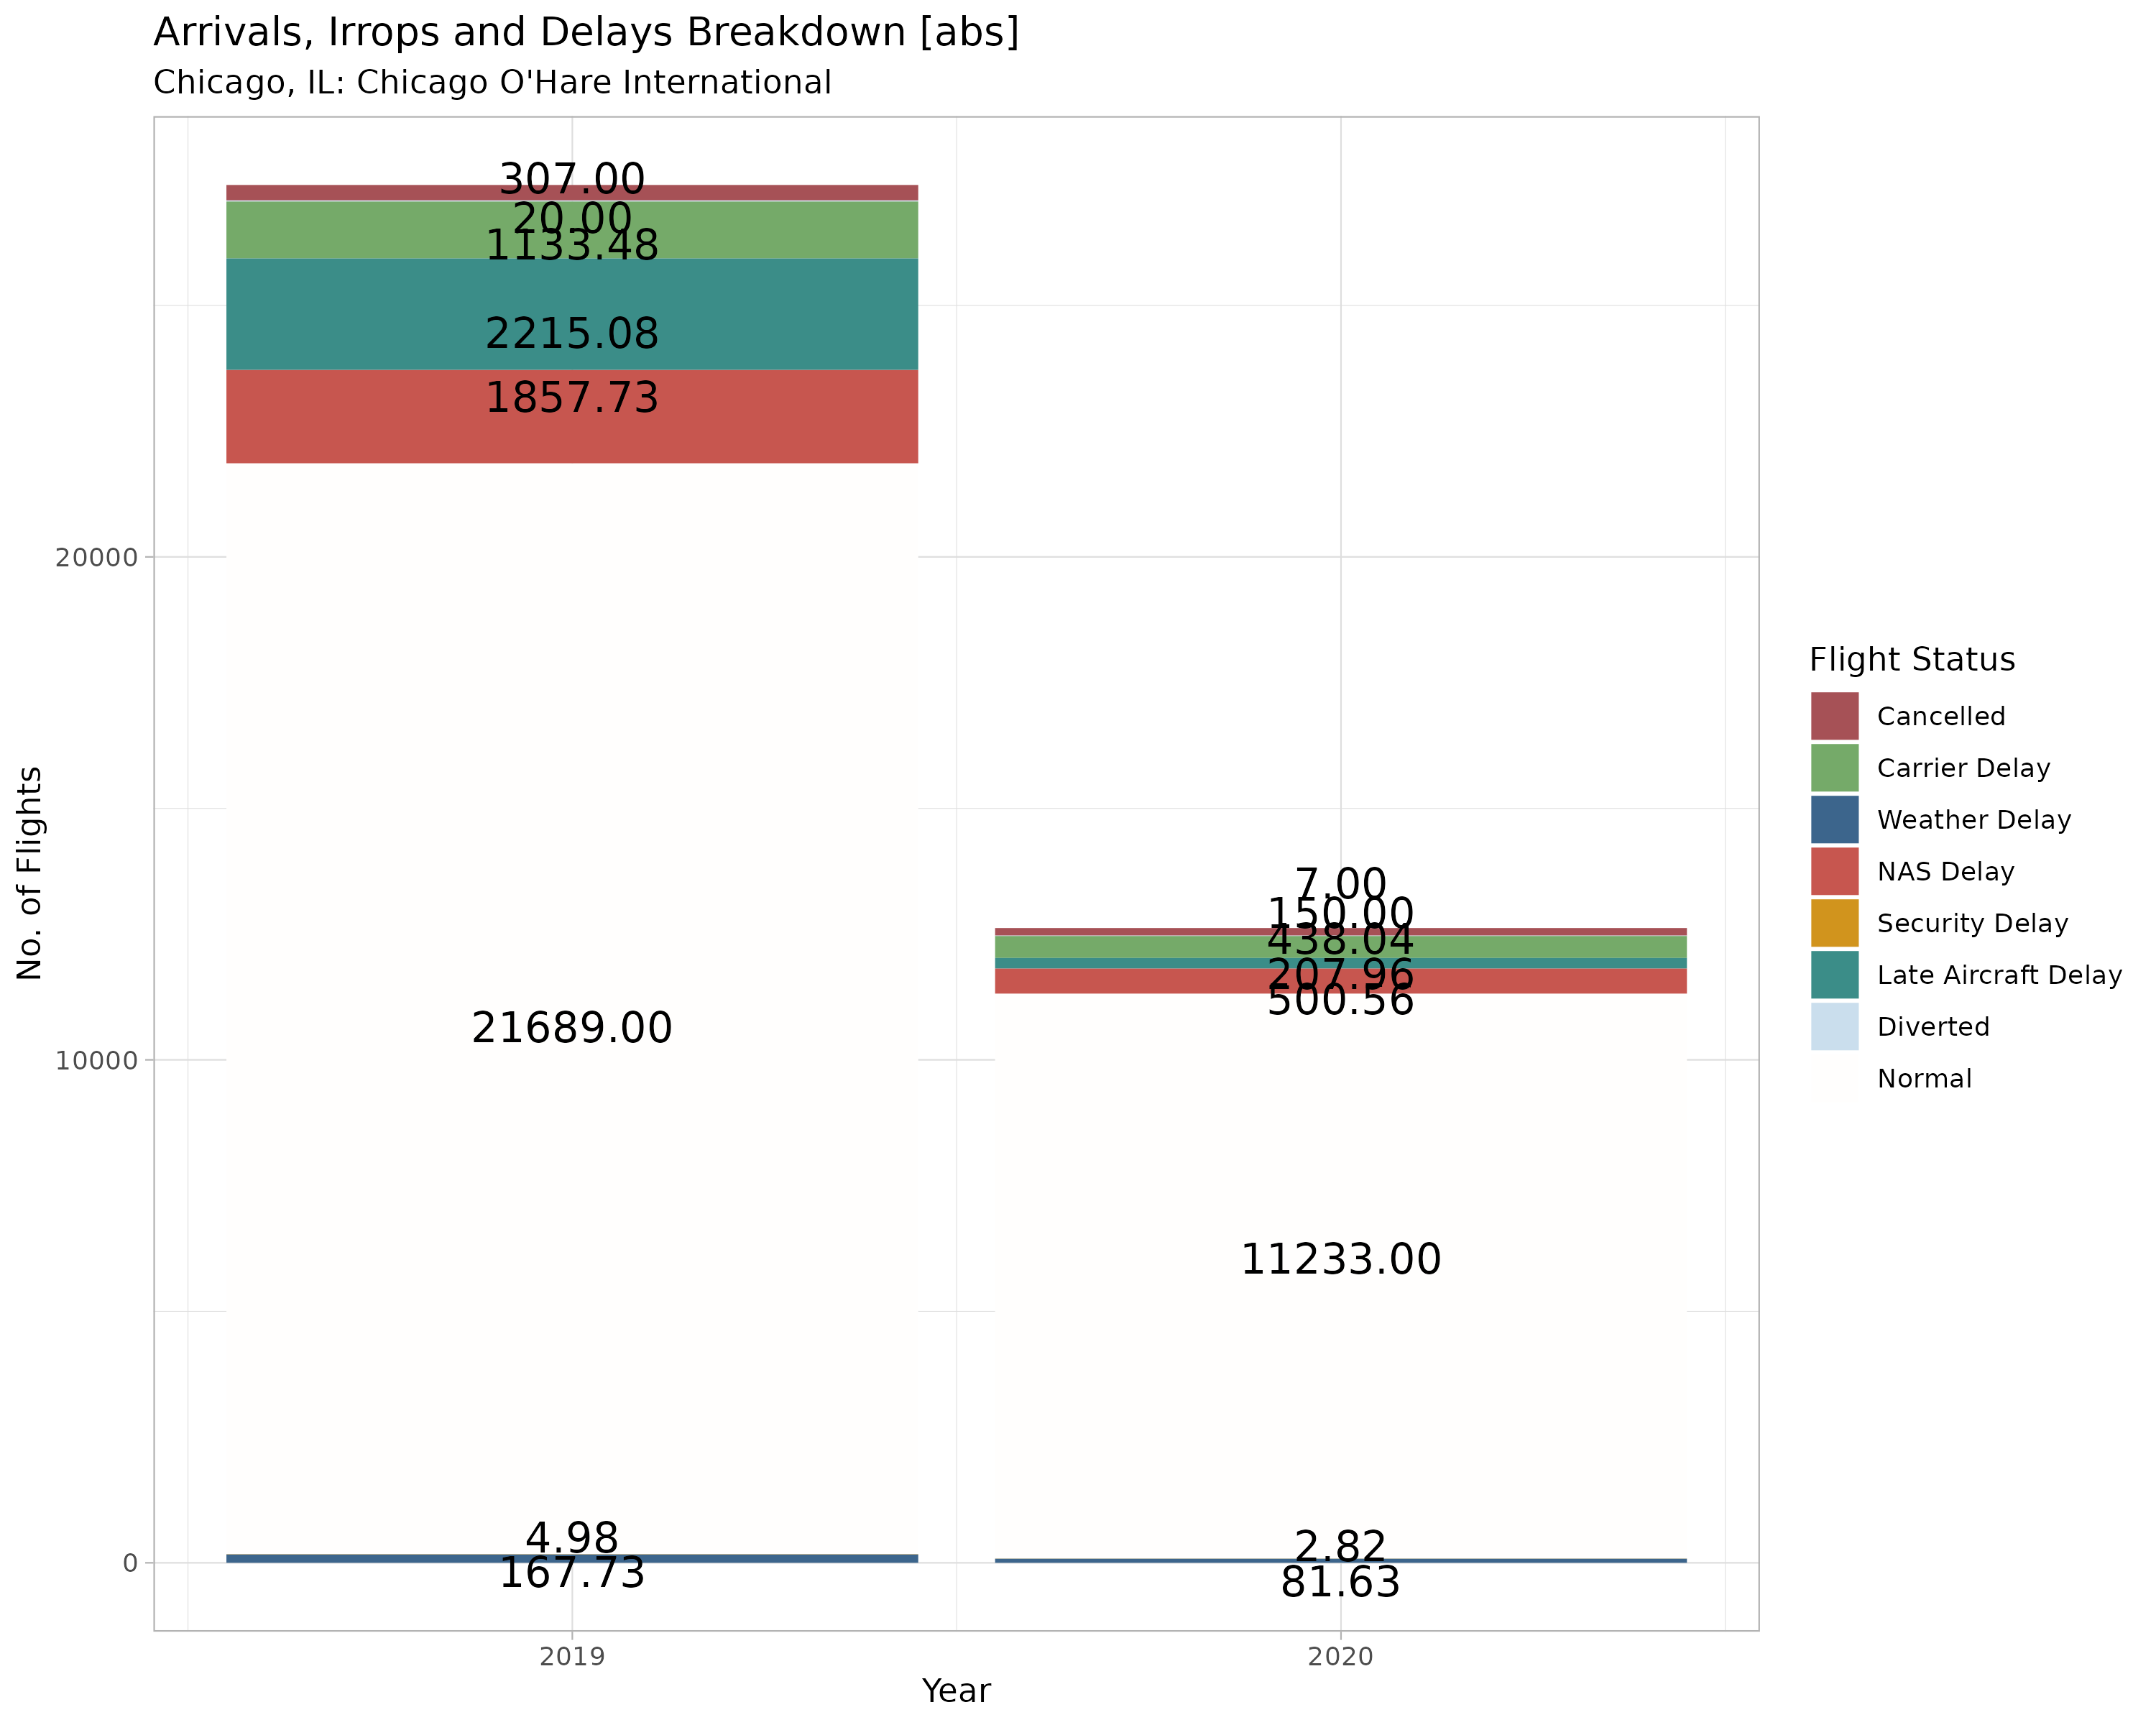 Arrivals, Irrops and Delays Breakdown [abs]
Chicago, IL: Chicago O'Hare International
307.00
20.00
1133.48
2215.08
1857.73
21689.00
4.98
167.73
7.00
150.00
438.04
207.96
500.56
11233.00
2.82
81.63
20000
10000
0
No. of Flights
2019
2020
Year
Flight Status
Cancelled
Carrier Delay
Weather Delay
NAS Delay
Security Delay
Late Aircraft Delay
Diverted
Normal